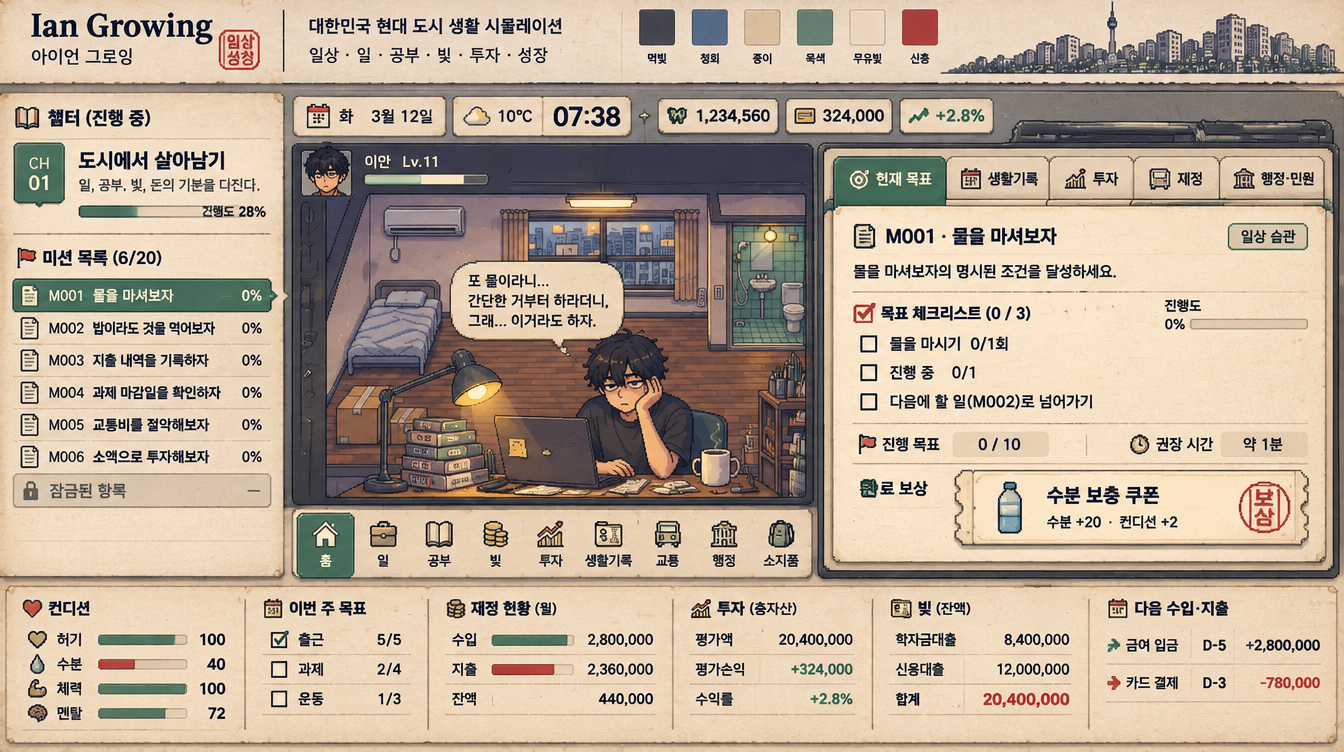 Ian Growing
아이언 그로잉
대한민국 현대 도시 생활 시몰레이션
일상 · 일 · 공부 · 빚 · 투자 · 성장
먹빛
청회
종이
옥색
무유빛
챕터 (진행 중)
CH
01
도시에서 살아남기
일, 공부, 빚, 돈의 기분을 다진다.
28%
미션 목록 (6/20)
M001 물을 마셔보자 0%
M002 밥이라도 것을 먹어보자 0%
M003 지출 내역을 기륵하자 0%
M004 과제 마감일을 확인하자 0%
M005 교통비를 절악해보자 0%
M006 소액으로 투자해보자 0%
잠금된 항목 —
화 3월 12일
10℃
07:38
1,234,560
324,000
+2.8%
이안 Lv.11
포 물이라니...
간단한 거부터 하라더니,
그래... 이거라도 하자.
홈
일
공부
빚
투자
생활기록
교통
행정
소지품
헌재 목표
생활기록
투자
재정
행정·민원
M001 · 물을 마셔보자
일상 습관
물을 마셔보자의 명시된 조건을 달성하세요.
목표 체크리스트 (0 / 3)
진행도
0%
물을 마시기 0/1회
진행 중 0/1
다음에 할 일(M002)로 넘어가기
진행 목표 0 / 10
권장 시간 약 1분
료 보상
수분 보충 쿠폰
수분 +20 · 컨디션 +2
컨디션
허기 100
수분 40
체력 100
멘탈 72
이번 주 목표
출근 5/5
과제 2/4
운동 1/3
재정 현황 (월)
수입 2,800,000
지출 2,360,000
잔액 440,000
투자 (총자산)
평가액 20,400,000
평가손익 +324,000
수익률 +2.8%
빚 (잔액)
학자금대출 8,400,000
신용대출 12,000,000
합계 20,400,000
다음 수입·지출
급여 입금 D-5 +2,800,000
카드 결제 D-3 -780,000